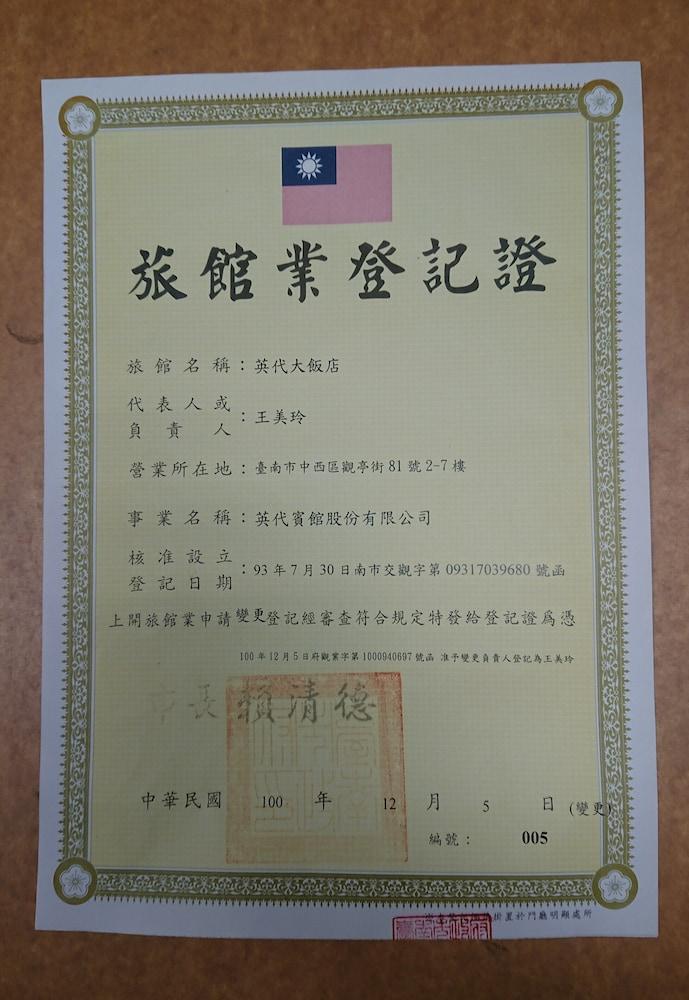 旅館業登記證
旅館名稱：英代大飯店
代表人或
負責人：王美玲
營業所在地：臺南市中西區觀亭街81號2-7樓
事業名稱：英代賓館股份有限公司
核准設立
登記日期：93年7月30日南市交觀字第09317039680號函
上開旅館業申請變更登記經審查符合規定特發給登記證為憑
100年12月5日府觀業字第1000940697號函 准予變更負責人登記為王美玲
市長賴清德
中華民國 100 年 12 月 5 日 (變更)
編號： 005
掛置於門廳明顯處所